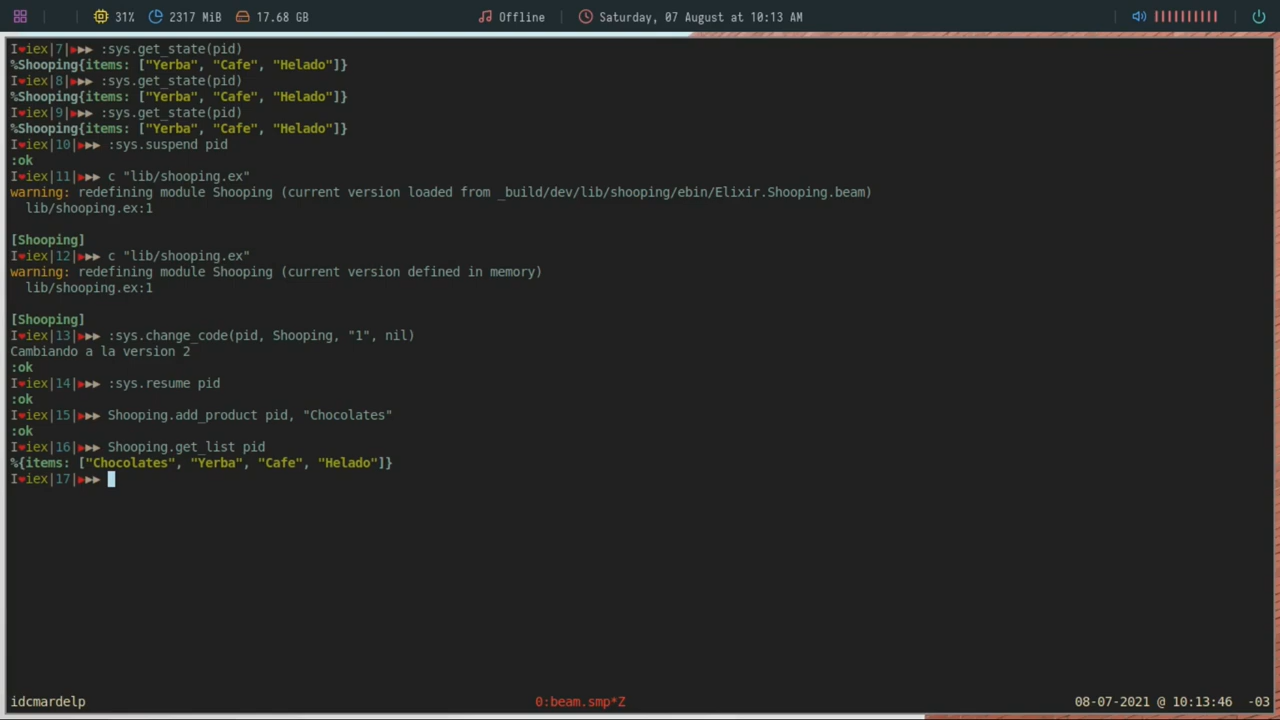 31% 2317 MiB 17.68 GB Offline Saturday, 07 August at 10:13 AM
I❤iex|7|▶▶▶ :sys.get_state(pid)
%Shooping{items: ["Yerba", "Cafe", "Helado"]}
I❤iex|8|▶▶▶ :sys.get_state(pid)
%Shooping{items: ["Yerba", "Cafe", "Helado"]}
I❤iex|9|▶▶▶ :sys.get_state(pid)
%Shooping{items: ["Yerba", "Cafe", "Helado"]}
I❤iex|10|▶▶▶ :sys.suspend pid
:ok
I❤iex|11|▶▶▶ c "lib/shooping.ex"
warning: redefining module Shooping (current version loaded from _build/dev/lib/shooping/ebin/Elixir.Shooping.beam)
  lib/shooping.ex:1
[Shooping]
I❤iex|12|▶▶▶ c "lib/shooping.ex"
warning: redefining module Shooping (current version defined in memory)
  lib/shooping.ex:1
[Shooping]
I❤iex|13|▶▶▶ :sys.change_code(pid, Shooping, "1", nil)
Cambiando a la version 2
:ok
I❤iex|14|▶▶▶ :sys.resume pid
:ok
I❤iex|15|▶▶▶ Shooping.add_product pid, "Chocolates"
:ok
I❤iex|16|▶▶▶ Shooping.get_list pid
%{items: ["Chocolates", "Yerba", "Cafe", "Helado"]}
I❤iex|17|▶▶▶
idcmardelp 0:beam.smp*Z 08-07-2021 @ 10:13:46 -03